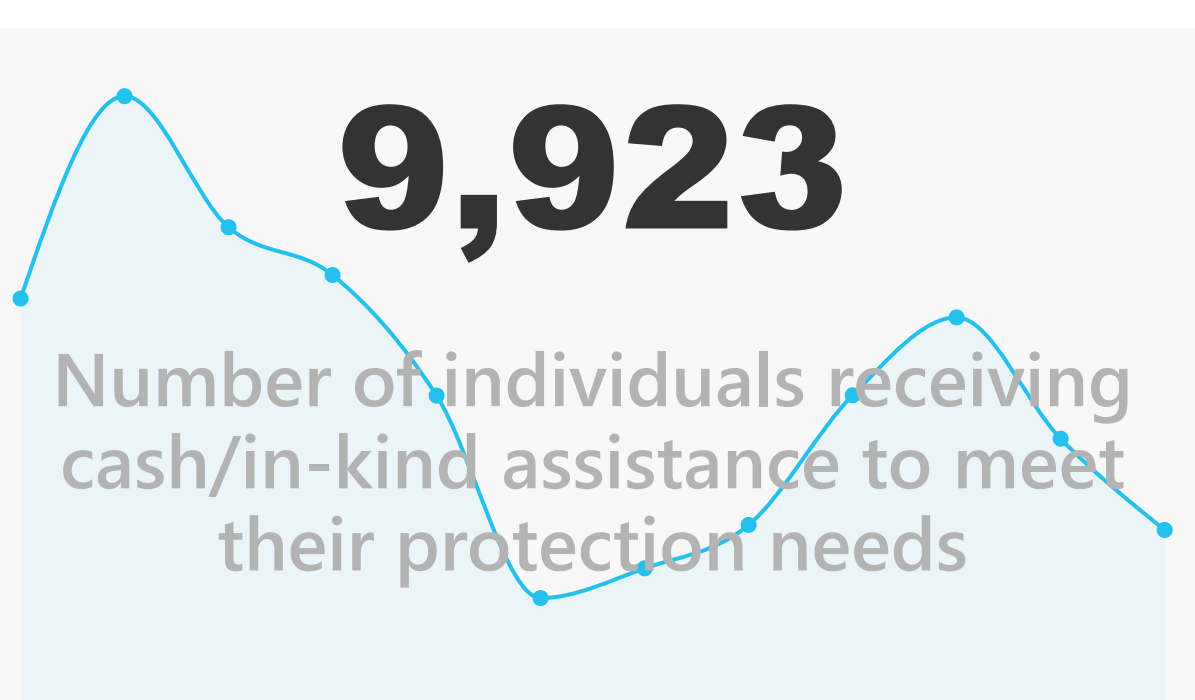 9,923
Number of individuals receiving
cash/in-kind assistance to meet
their protection needs